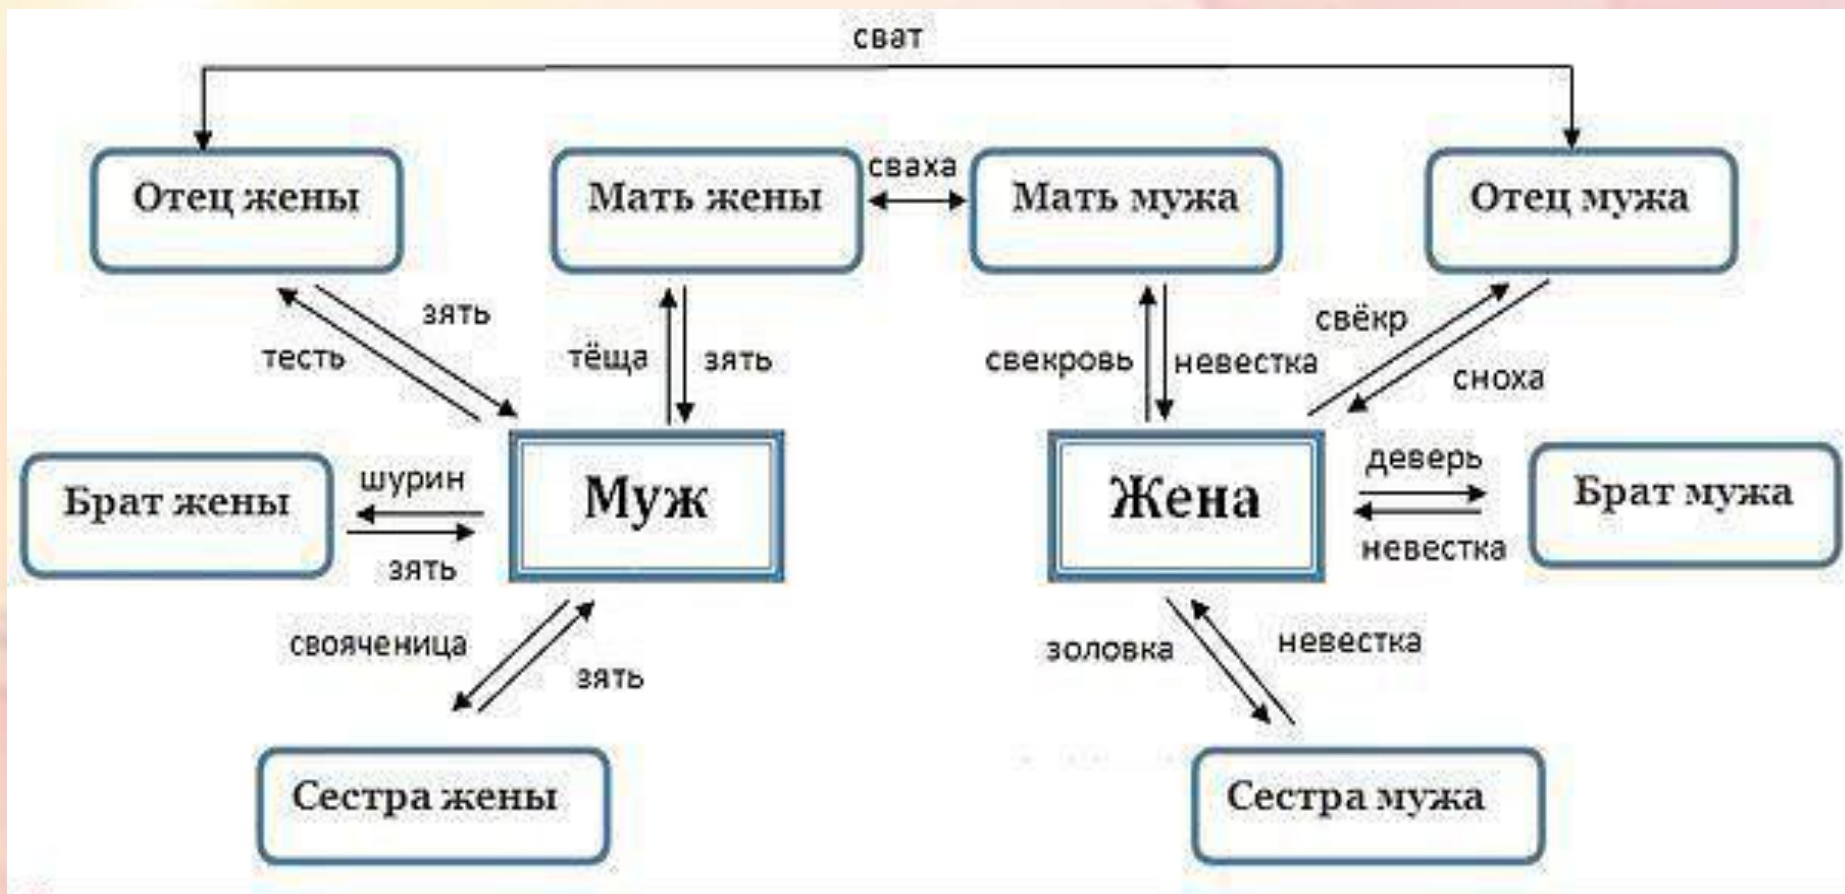 сват
Отец жены
Мать жены
сваха
Мать мужа
Отец мужа
зять
тесть
тёща
зять
свекровь
невестка
свёкр
сноха
Брат жены
шурин
зять
Муж
Жена
деверь
невестка
Брат мужа
свояченица
зять
золовка
невестка
Сестра жены
Сестра мужа